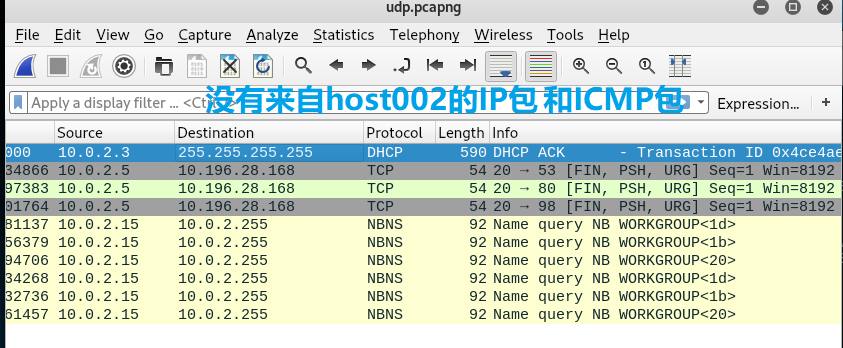 udp.pcapng
File Edit View Go Capture Analyze Statistics Telephony Wireless Tools Help
Apply a display filter ... <Ctrl
没有来自host002的IP包 和ICMP包
Expression... +
Source Destination Protocol Length Info
000 10.0.2.3 255.255.255.255 DHCP 590 DHCP ACK - Transaction ID 0x4ce4ae
34866 10.0.2.5 10.196.28.168 TCP 54 20 → 53 [FIN, PSH, URG] Seq=1 Win=8192
97383 10.0.2.5 10.196.28.168 TCP 54 20 → 80 [FIN, PSH, URG] Seq=1 Win=8192
01764 10.0.2.5 10.196.28.168 TCP 54 20 → 98 [FIN, PSH, URG] Seq=1 Win=8192
81137 10.0.2.15 10.0.2.255 NBNS 92 Name query NB WORKGROUP<1d>
56379 10.0.2.15 10.0.2.255 NBNS 92 Name query NB WORKGROUP<1b>
94706 10.0.2.15 10.0.2.255 NBNS 92 Name query NB WORKGROUP<20>
34268 10.0.2.15 10.0.2.255 NBNS 92 Name query NB WORKGROUP<1d>
32736 10.0.2.15 10.0.2.255 NBNS 92 Name query NB WORKGROUP<1b>
61457 10.0.2.15 10.0.2.255 NBNS 92 Name query NB WORKGROUP<20>